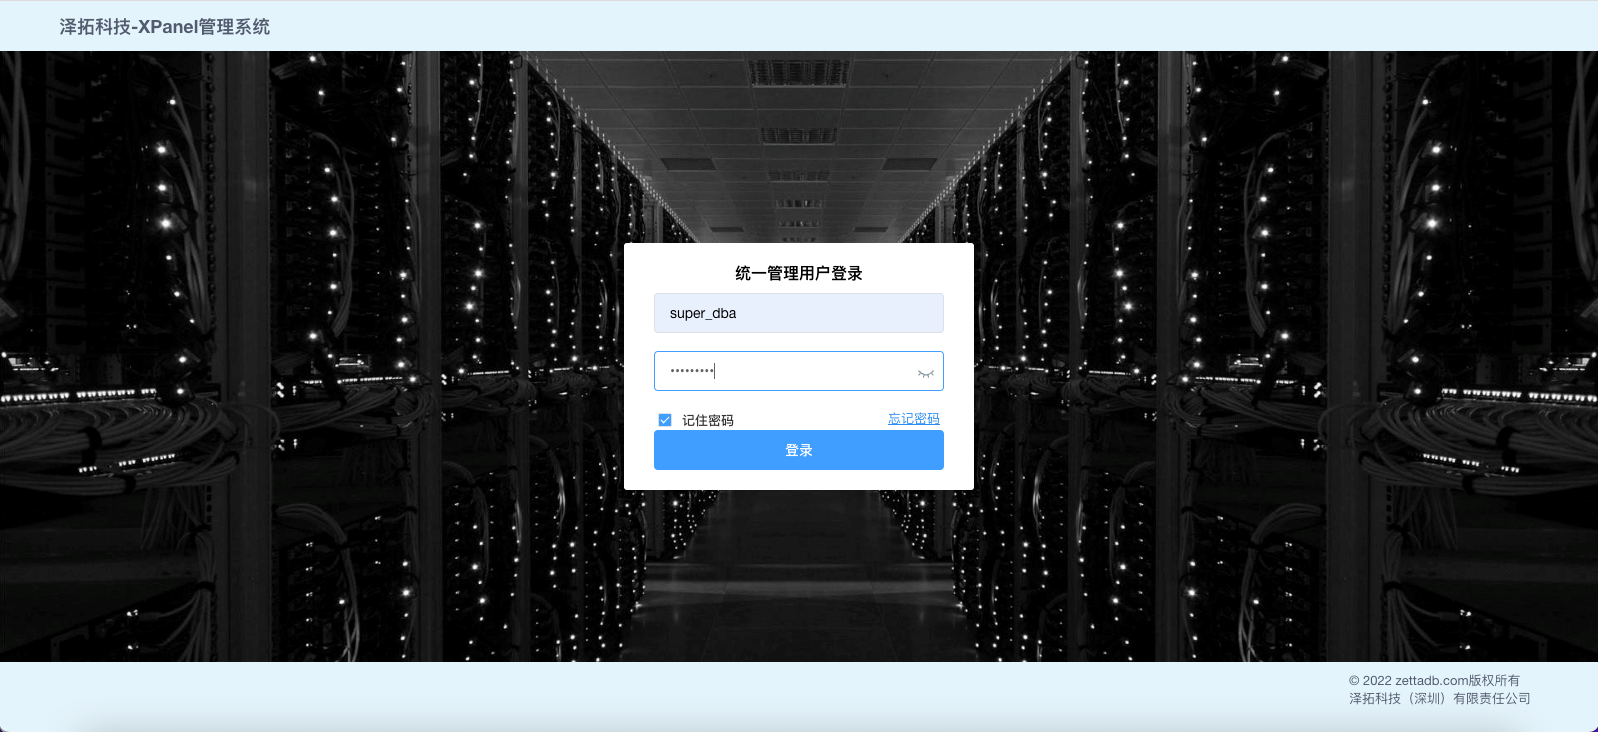 泽拓科技-XPanel管理系统
统一管理用户登录
super_dba
•••••••••
记住密码
忘记密码
登录
© 2022 zettadb.com版权所有
泽拓科技（深圳）有限责任公司